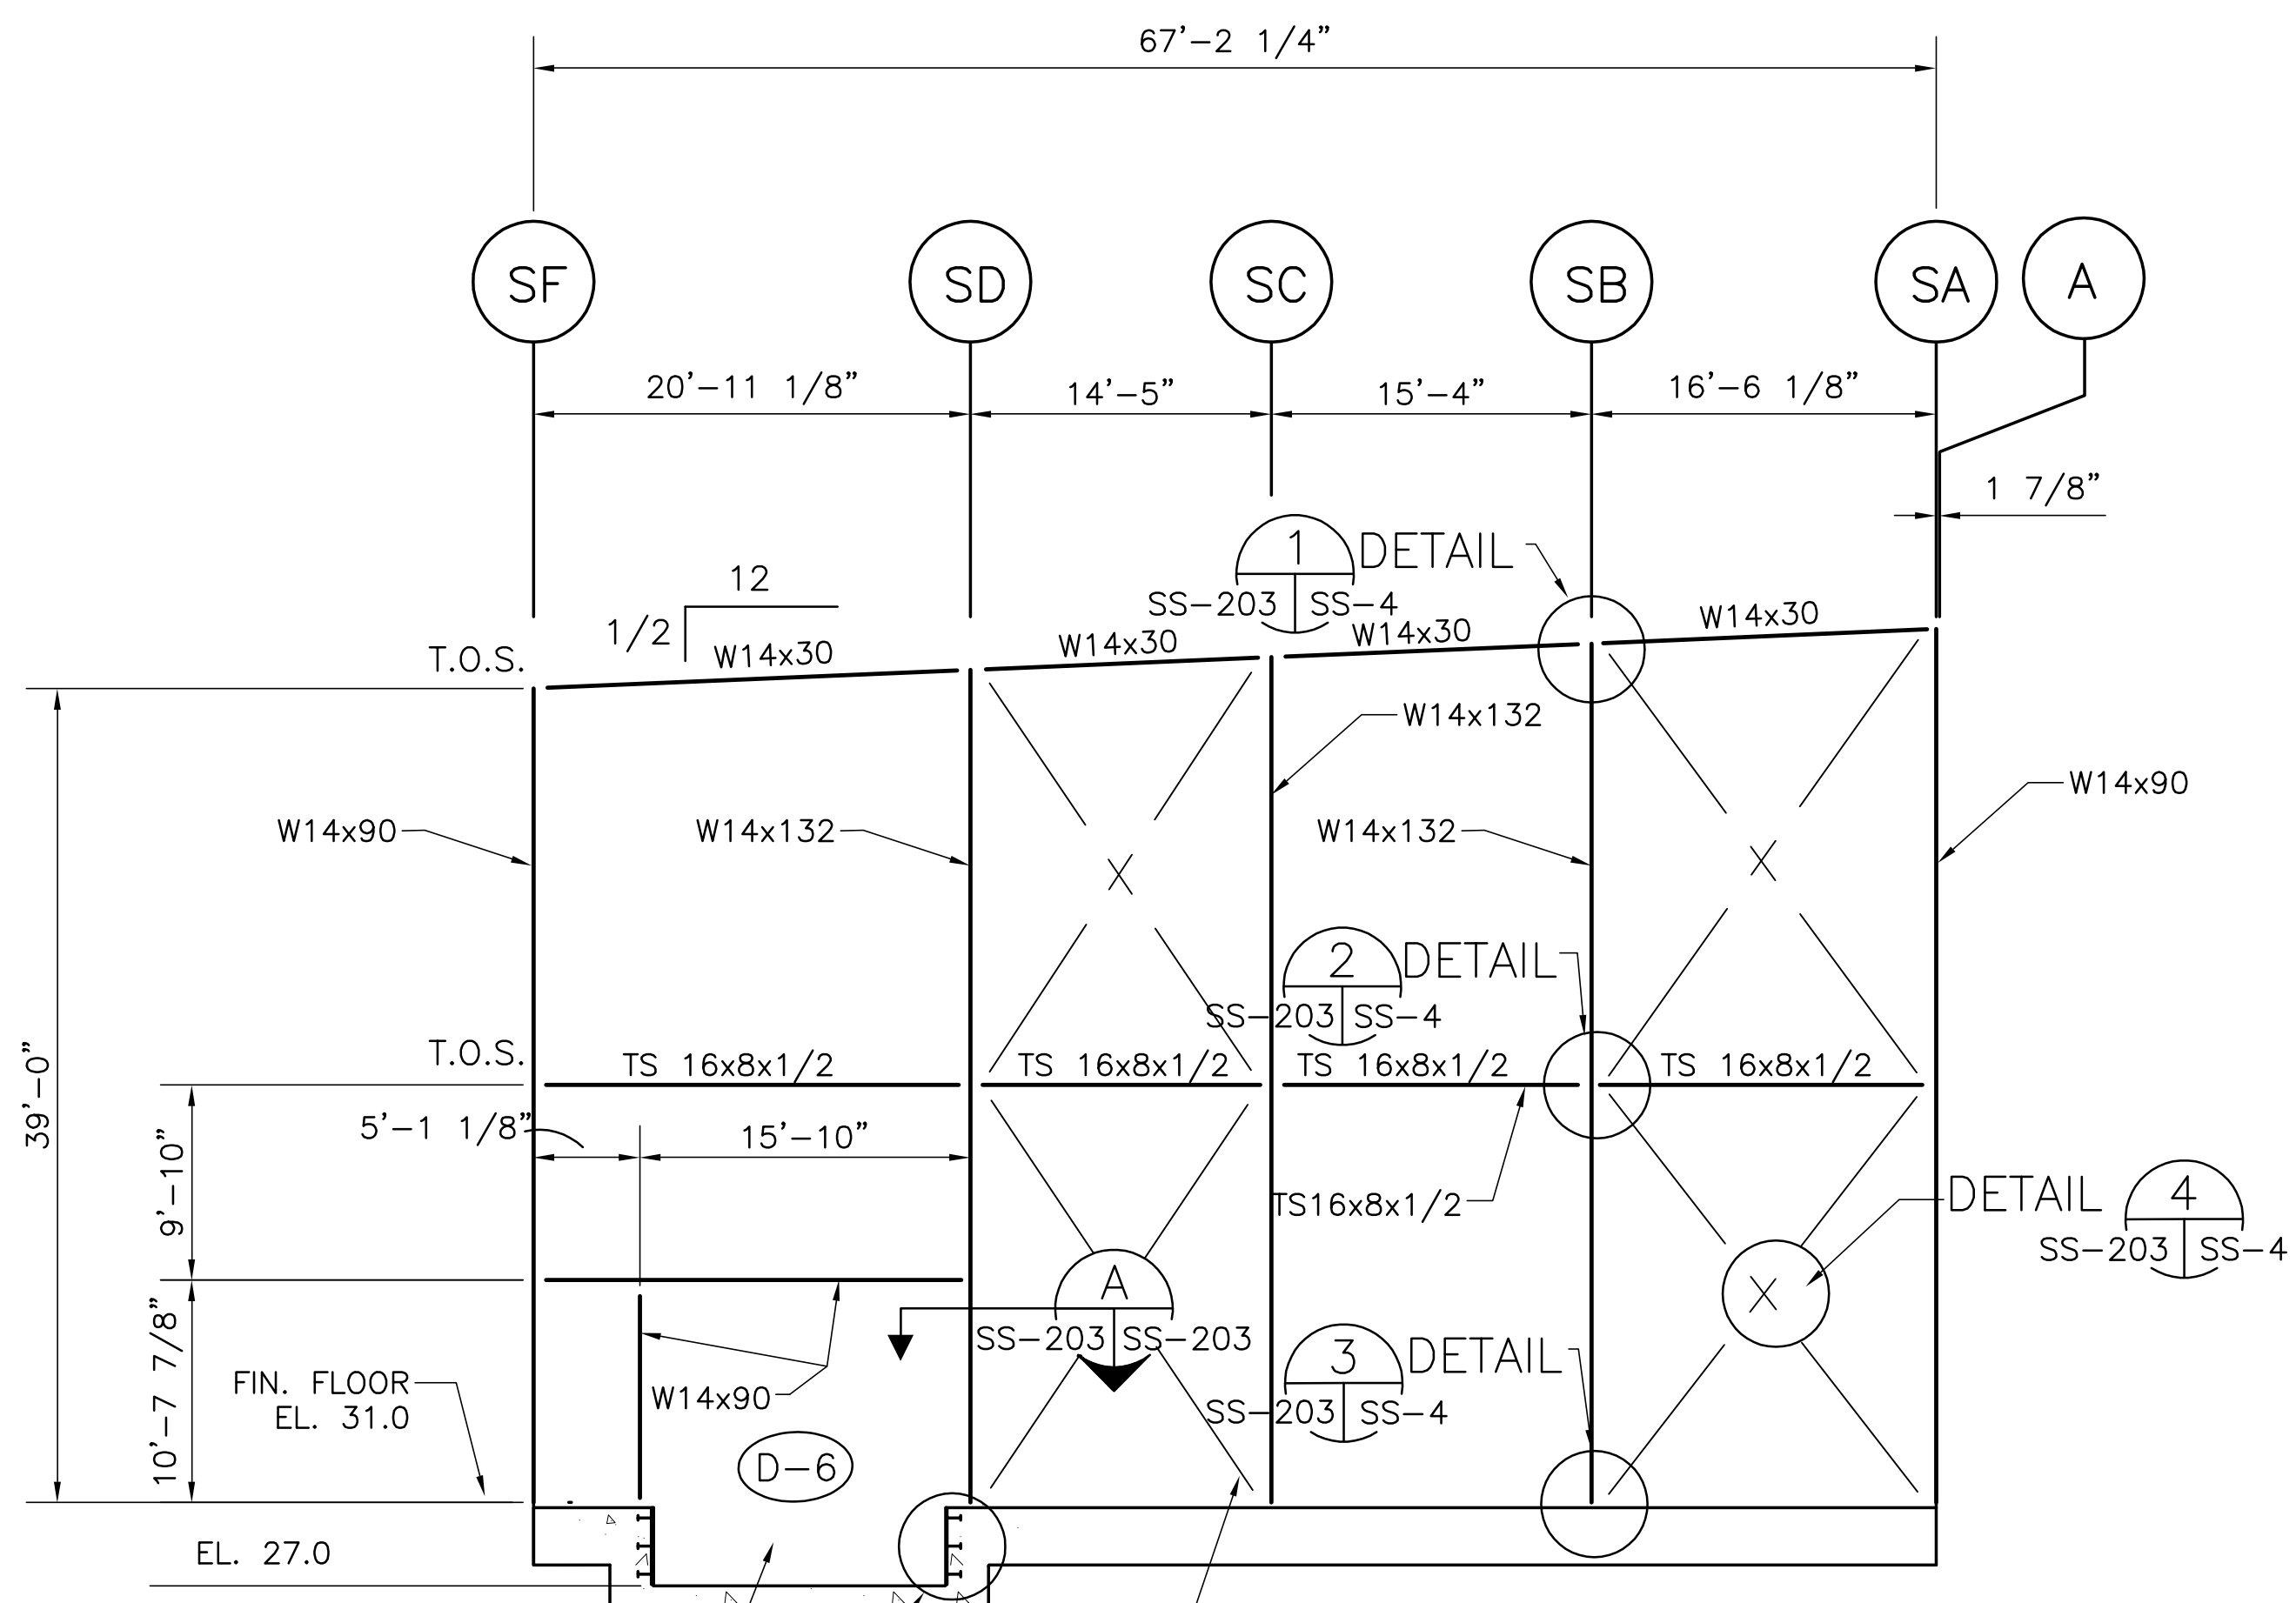 67'-2 1/4"
SF
SD
SC
SB
SA
A
20'-11 1/8"
14'-5"
15'-4"
16'-6 1/8"
1 7/8"
1
DETAIL
SS-203
SS-4
12
1/2
T.O.S.
W14x30
W14x30
W14x30
W14x30
W14x132
W14x90
W14x90
W14x132
W14x132
2
DETAIL
SS-203
SS-4
39'-0"
T.O.S.
TS 16x8x1/2
TS 16x8x1/2
TS 16x8x1/2
TS 16x8x1/2
5'-1 1/8"
15'-10"
9'-10"
TS16x8x1/2
DETAIL
4
SS-203
SS-4
A
SS-203
SS-203
3
DETAIL
SS-203
SS-4
10'-7 7/8"
FIN. FLOOR
EL. 31.0
W14x90
D-6
EL. 27.0